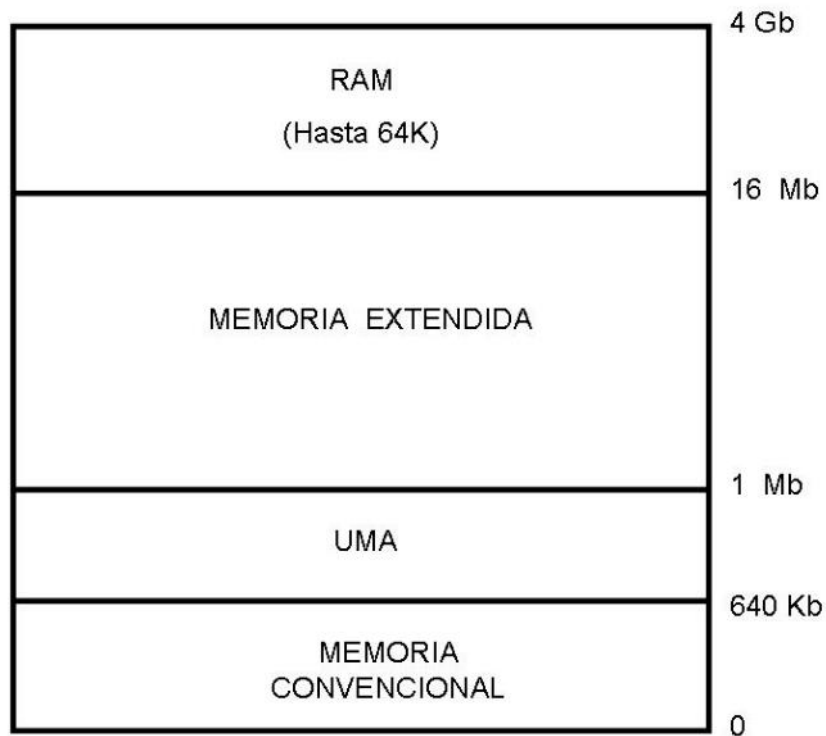 4 Gb
RAM
(Hasta 64K)
16 Mb
MEMORIA EXTENDIDA
1 Mb
UMA
640 Kb
MEMORIA
CONVENCIONAL
0